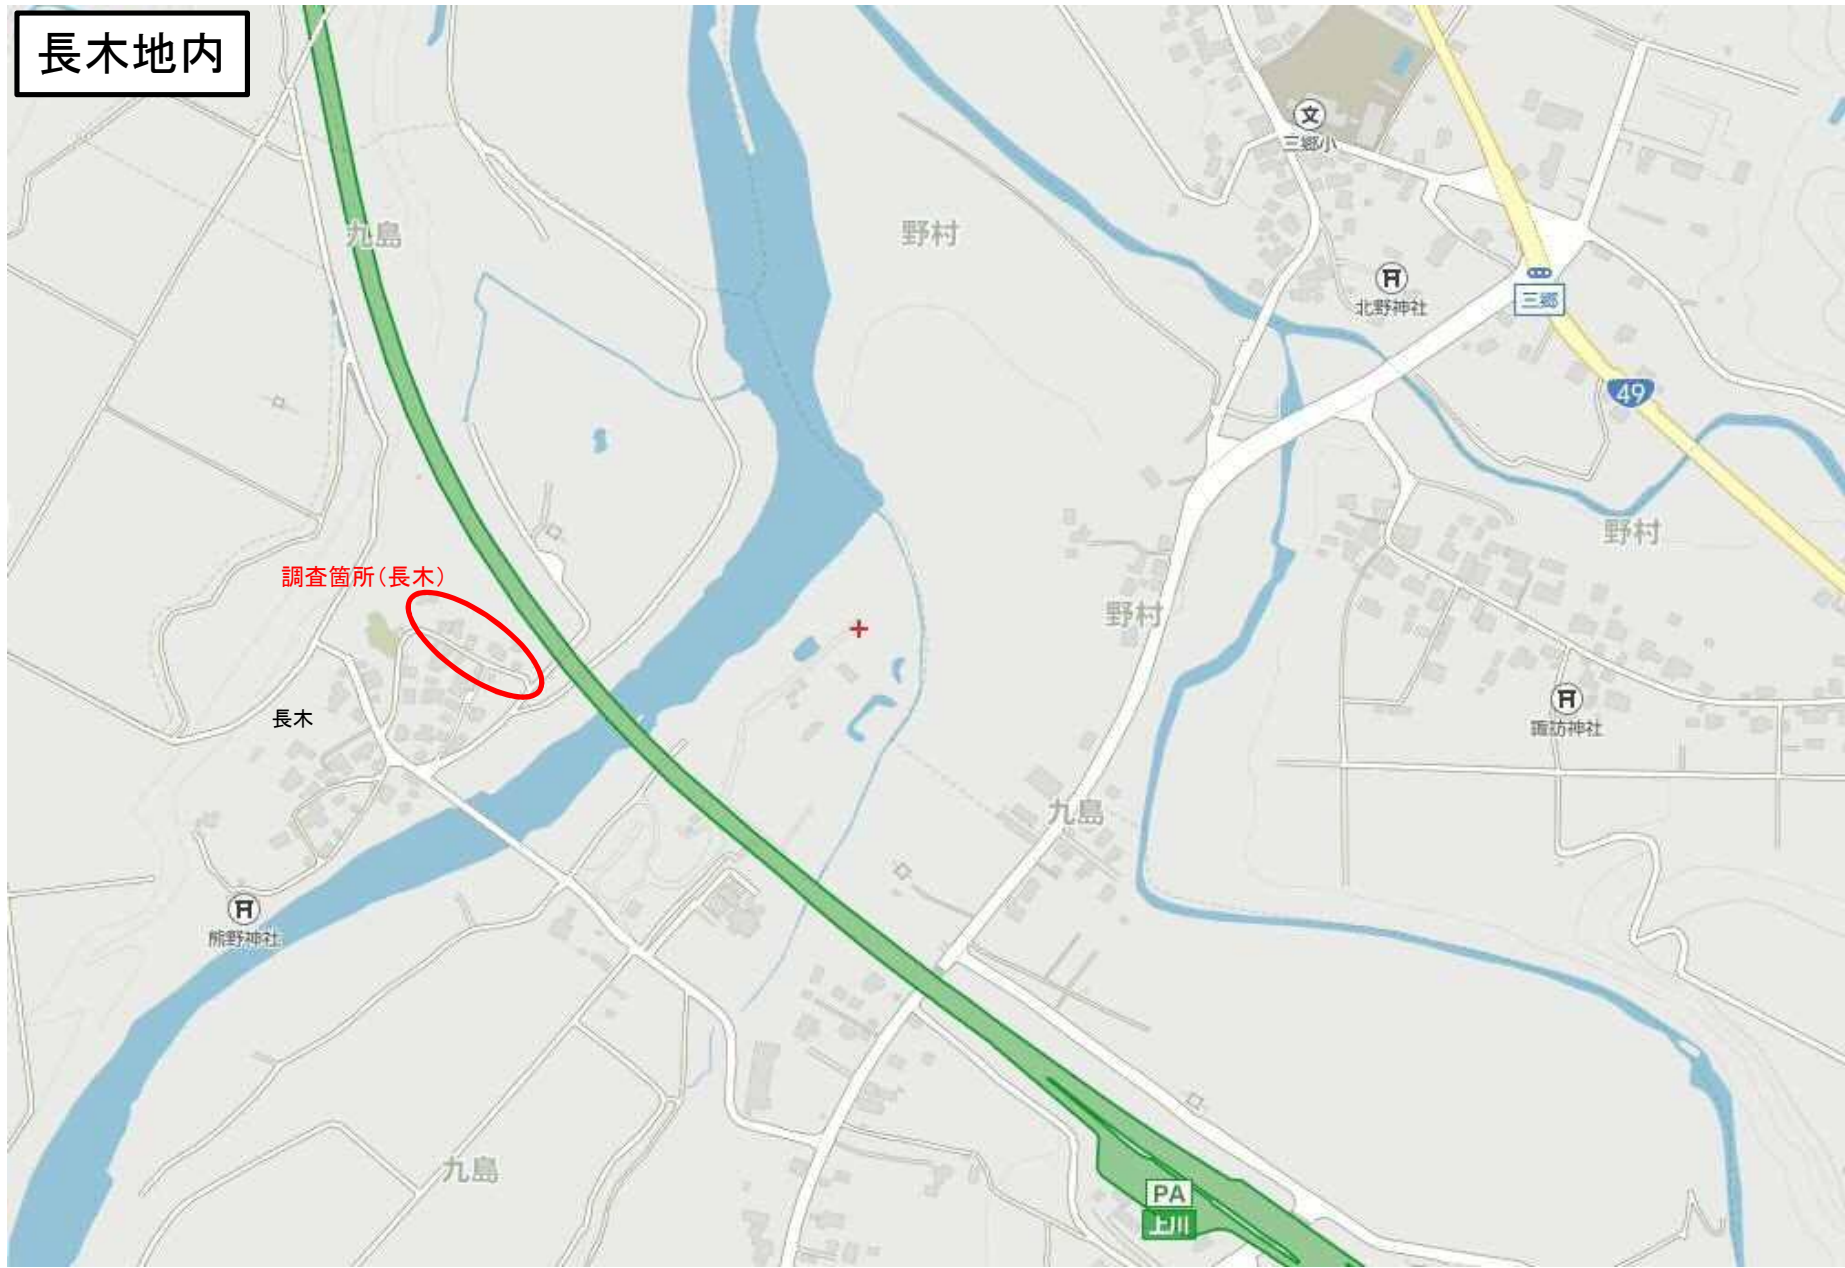 長木地内
三郷小
九島
野村
北野神社
三郷
49
野村
調査箇所(長木)
野村
諏訪神社
長木
九島
熊野神社
九島
PA
上川